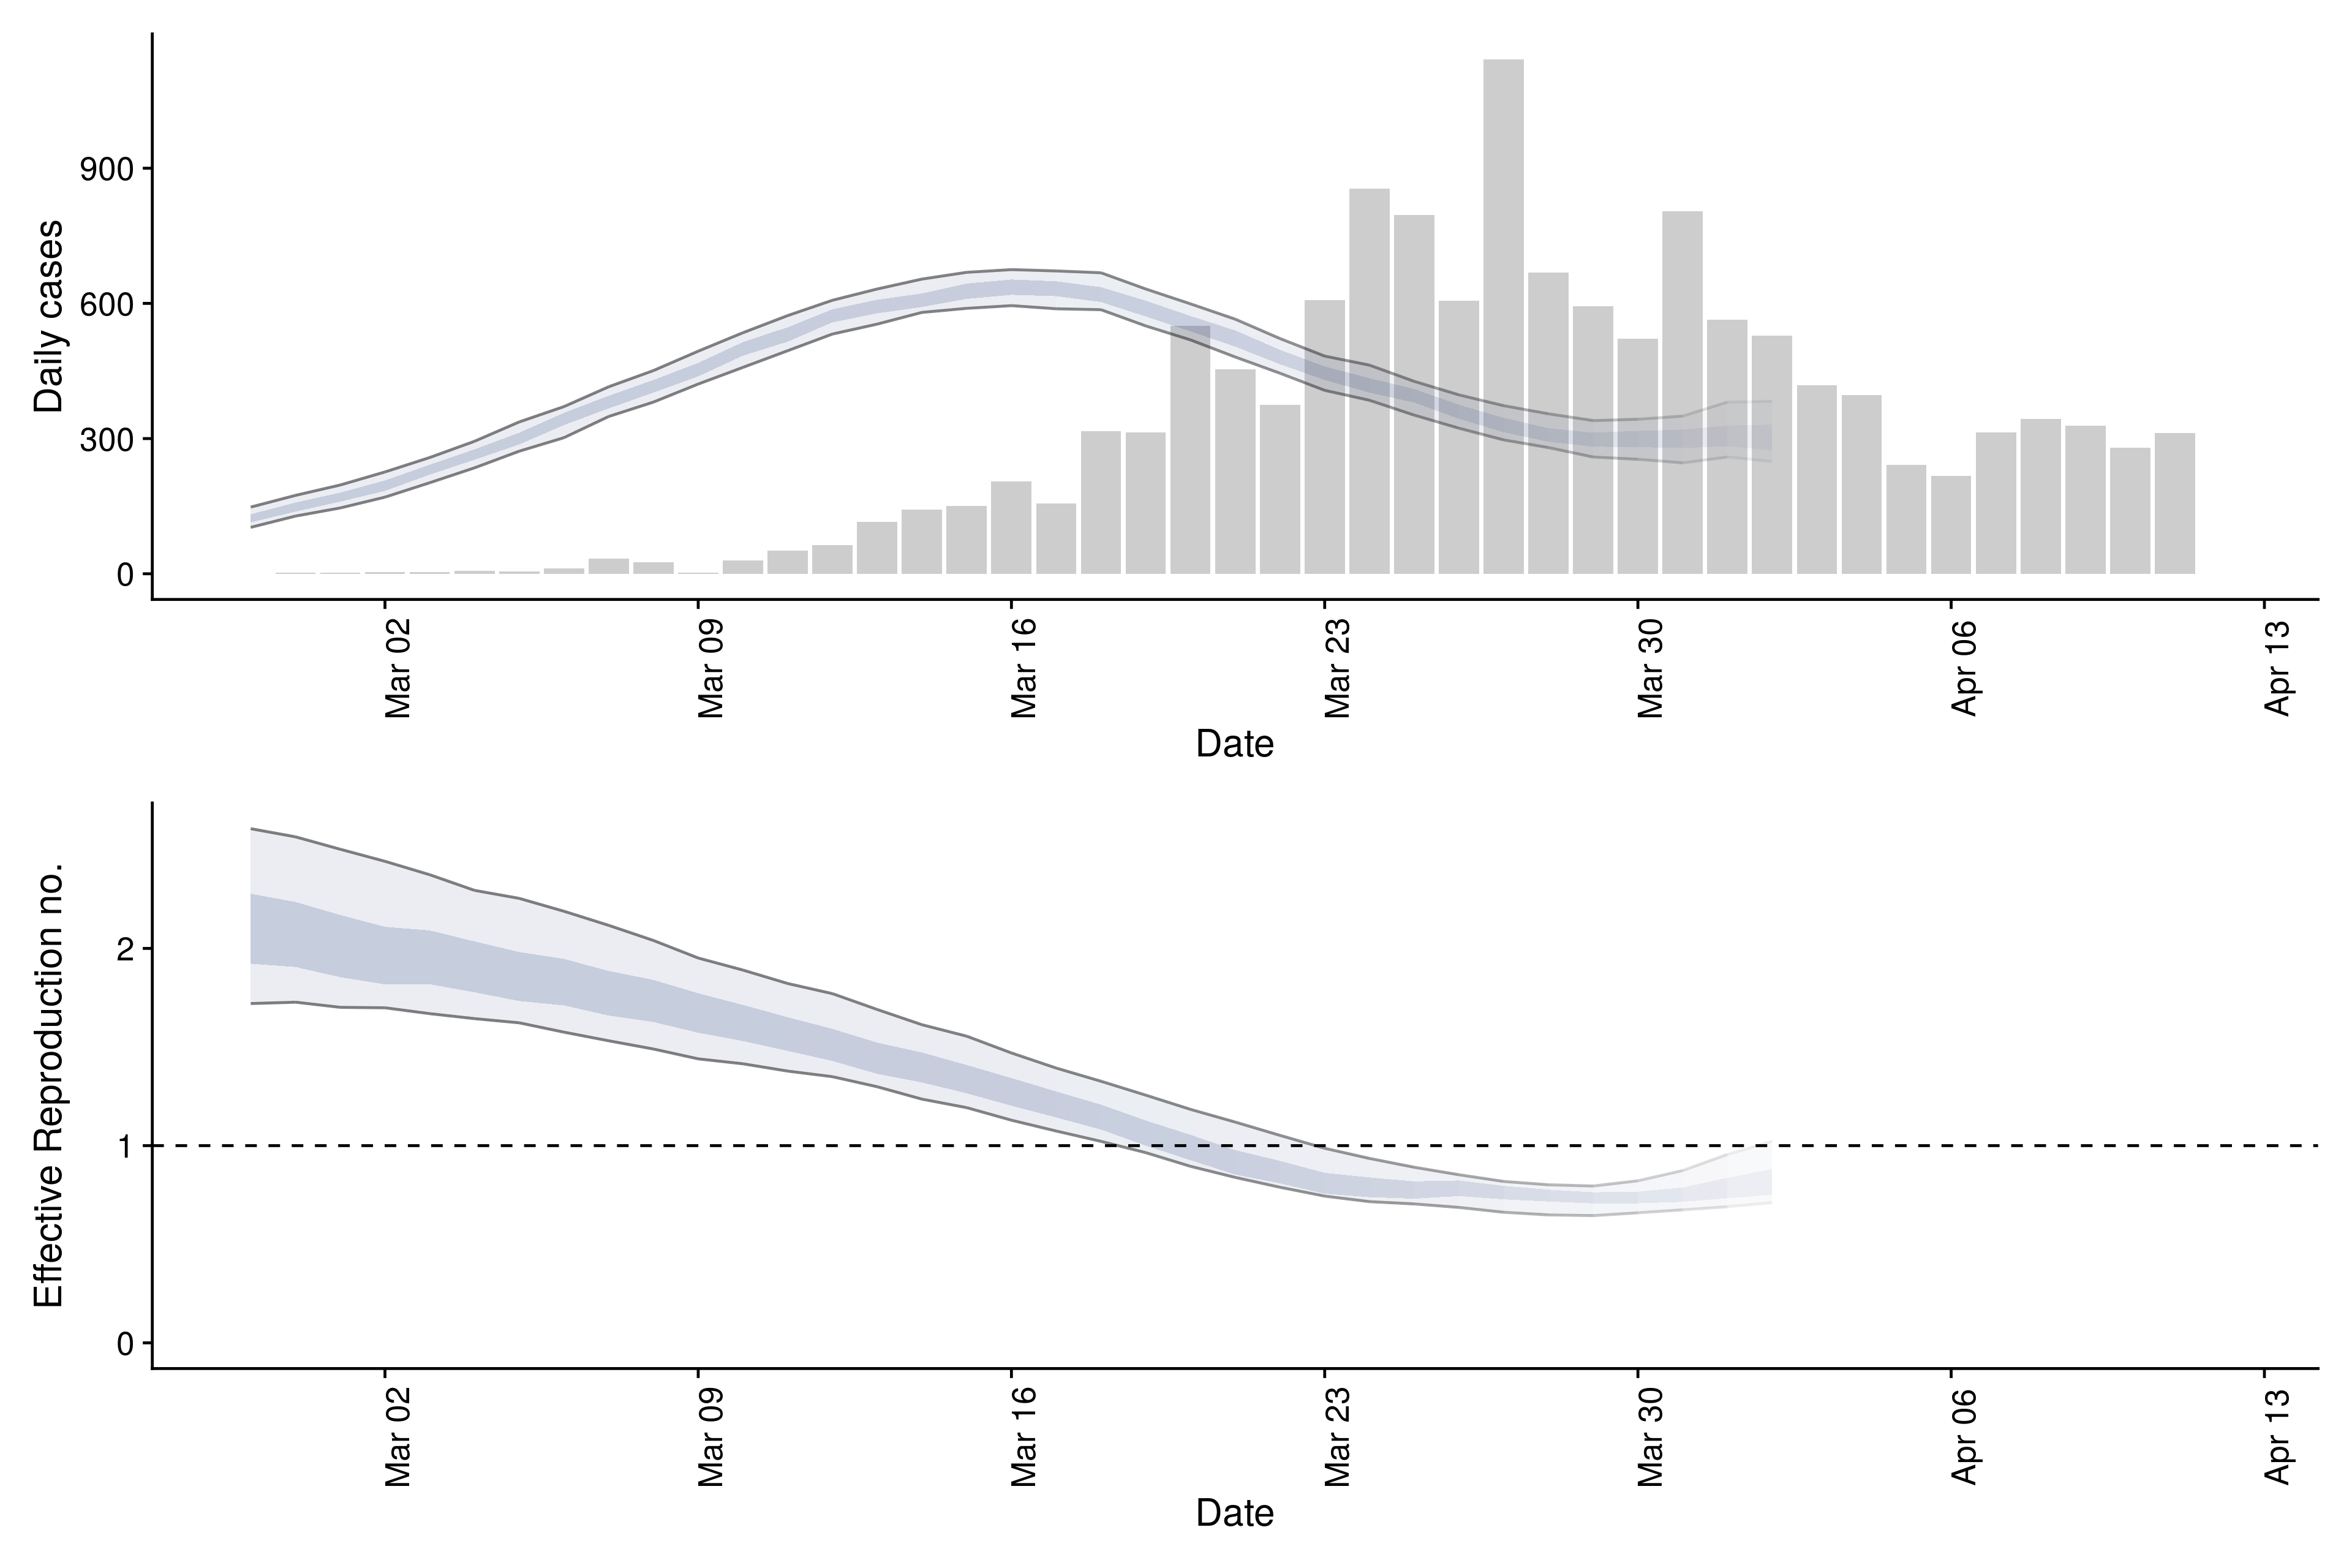 Daily cases
900
600
300
0
Mar 02
Mar 09
Mar 16
Mar 23
Mar 30
Apr 06
Apr 13
Date
Effective Reproduction no.
2
1
0
Mar 02
Mar 09
Mar 16
Mar 23
Mar 30
Apr 06
Apr 13
Date